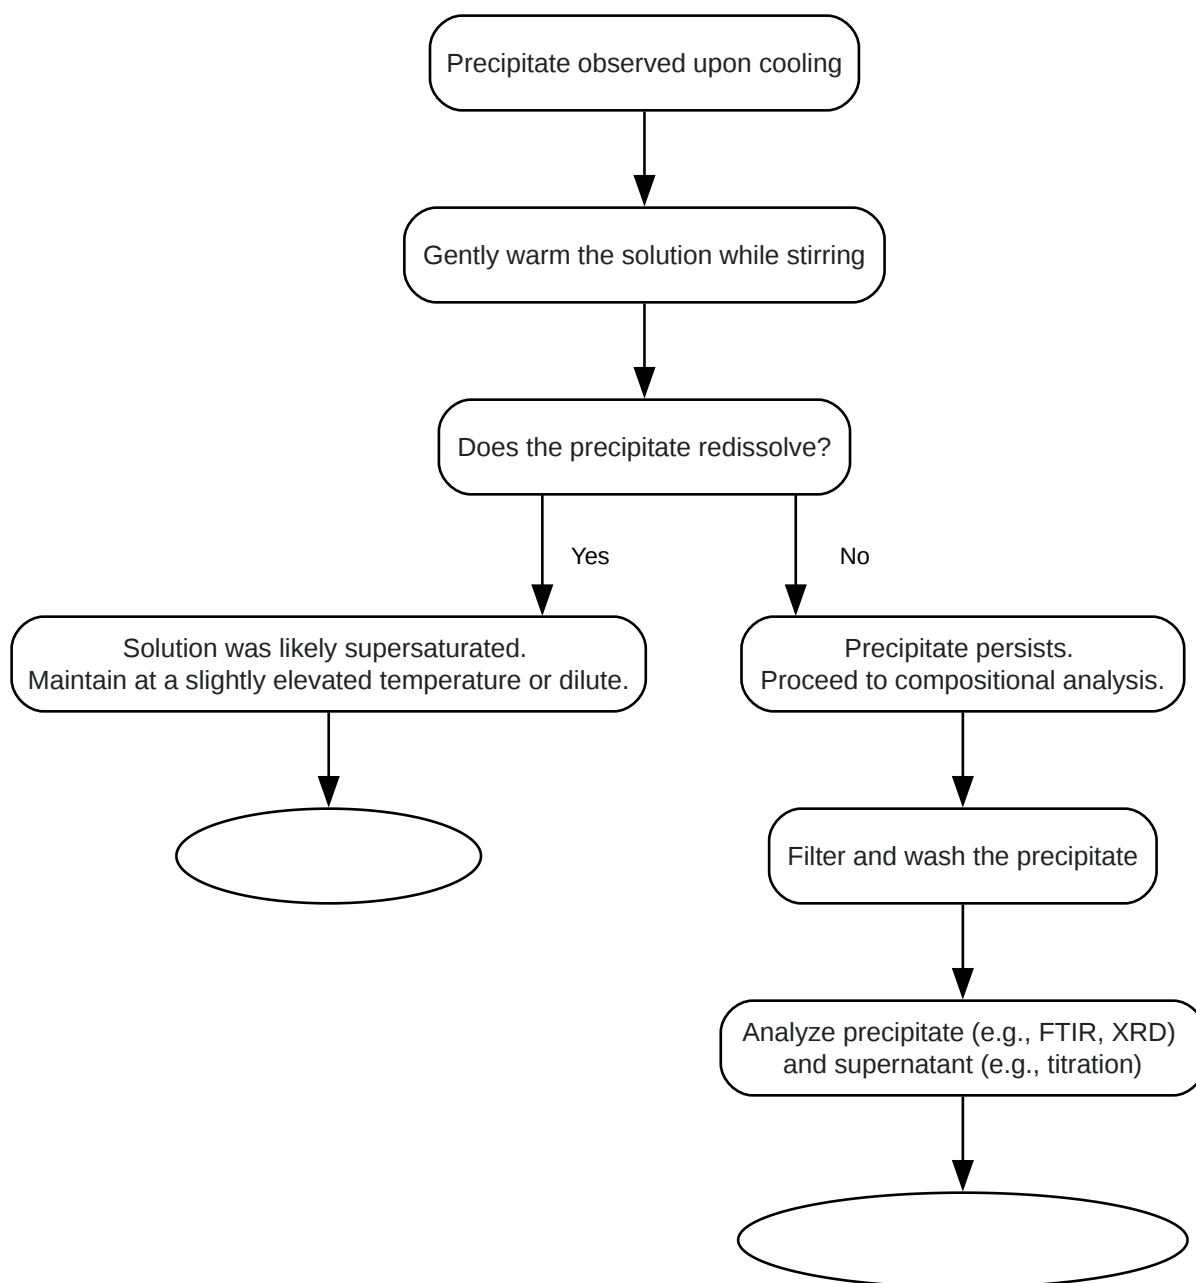 Precipitate observed upon cooling
Gently warm the solution while stirring
Does the precipitate redissolve?
Yes
No
Solution was likely supersaturated.
Maintain at a slightly elevated temperature or dilute.
Precipitate persists.
Proceed to compositional analysis.
Filter and wash the precipitate
Analyze precipitate (e.g., FTIR, XRD)
and supernatant (e.g., titration)